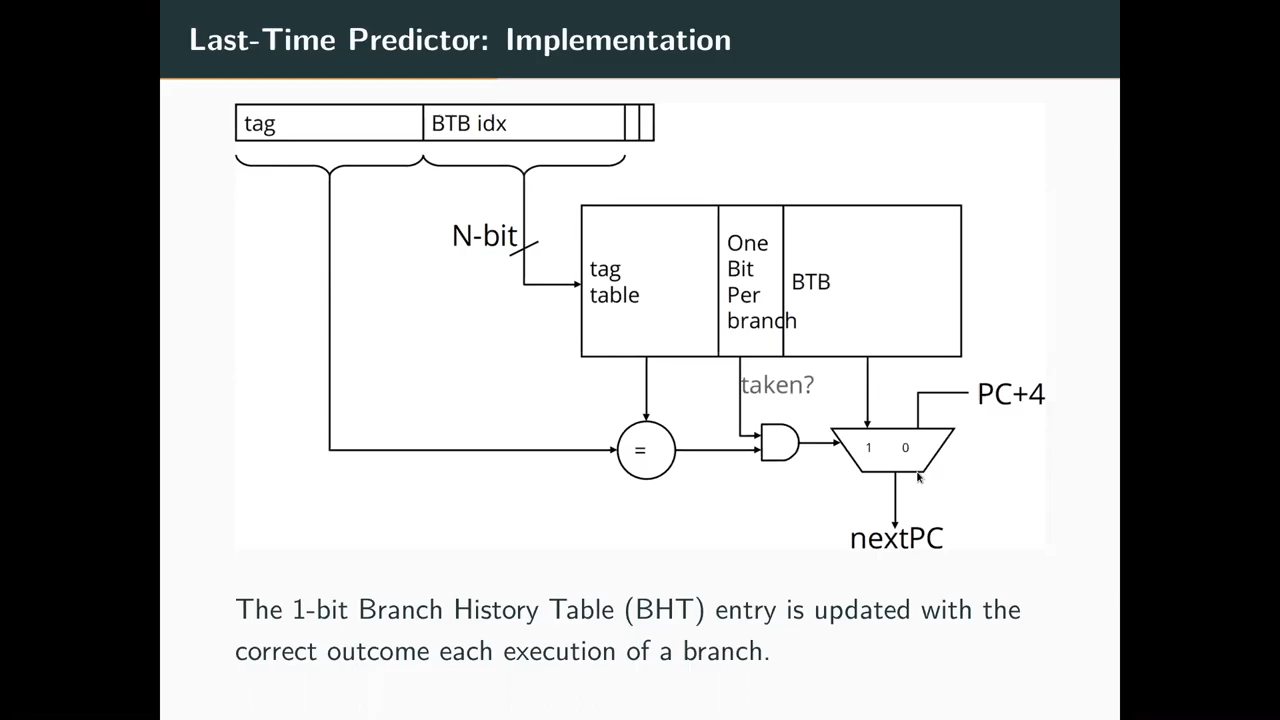 Last-Time Predictor: Implementation
tag
BTB idx
N-bit
tag
table
One
Bit
Per
branch
BTB
taken?
PC+4
=
1
0
nextPC
The 1-bit Branch History Table (BHT) entry is updated with the
correct outcome each execution of a branch.